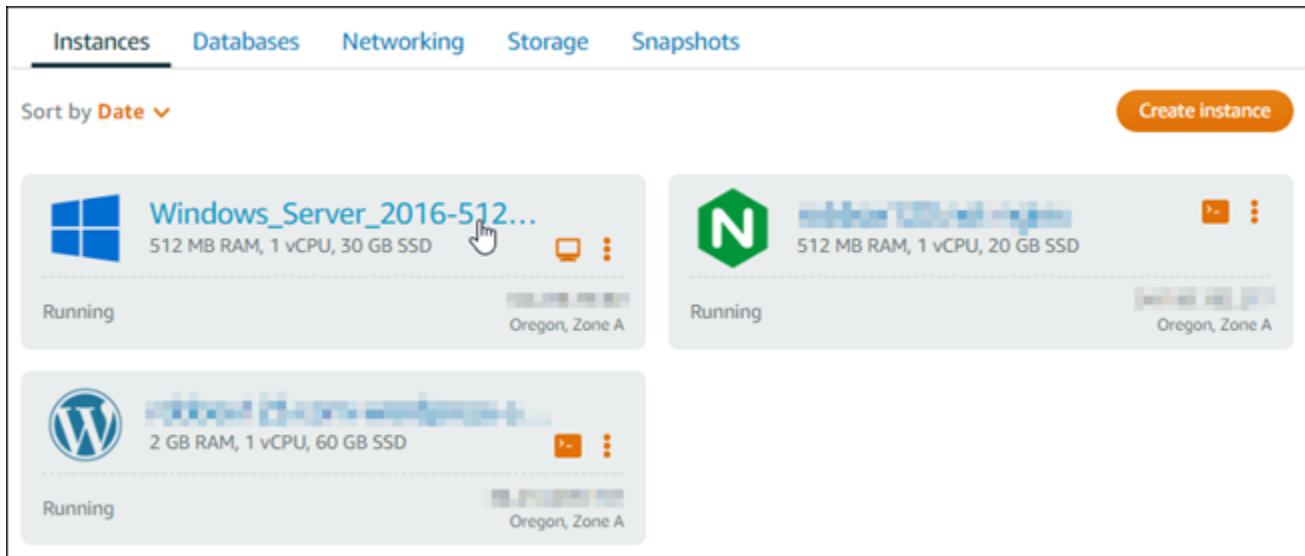 Instances Databases Networking Storage Snapshots
Sort by Date
Create instance
Windows_Server_2016-512...
512 MB RAM, 1 vCPU, 30 GB SSD
Running
Oregon, Zone A
N
512 MB RAM, 1 vCPU, 20 GB SSD
Running
Oregon, Zone A
W
2 GB RAM, 1 vCPU, 60 GB SSD
Running
Oregon, Zone A